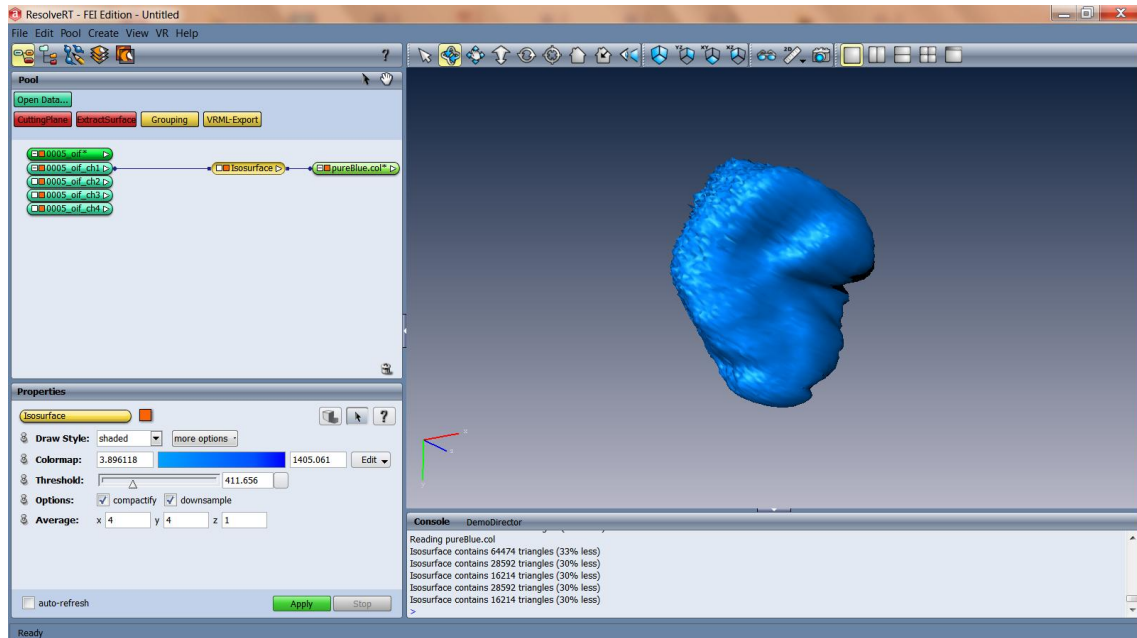 ResolveRT - FEI Edition - Untitled
File Edit Pool Create View VR Help
?
Pool
Open Data...
CuttingPlane ExtractSurface Grouping VRML-Export
0005_oif*
0005_oif_ch1 Isosurface pureBlue.col*
0005_oif_ch2
0005_oif_ch3
0005_oif_ch4
Properties
Isosurface ?
Draw Style: shaded more options
Colormap: 3.896118 1405.061 Edit
Threshold: 411.656
Options: compactify downsample
Average: x 4 y 4 z 1
auto-refresh Apply Stop
Ready
YZ XY XZ 2D
Console DemoDirector
Reading pureBlue.col
Isosurface contains 64474 triangles (33% less)
Isosurface contains 28592 triangles (30% less)
Isosurface contains 16214 triangles (30% less)
Isosurface contains 28592 triangles (30% less)
Isosurface contains 16214 triangles (30% less)
>